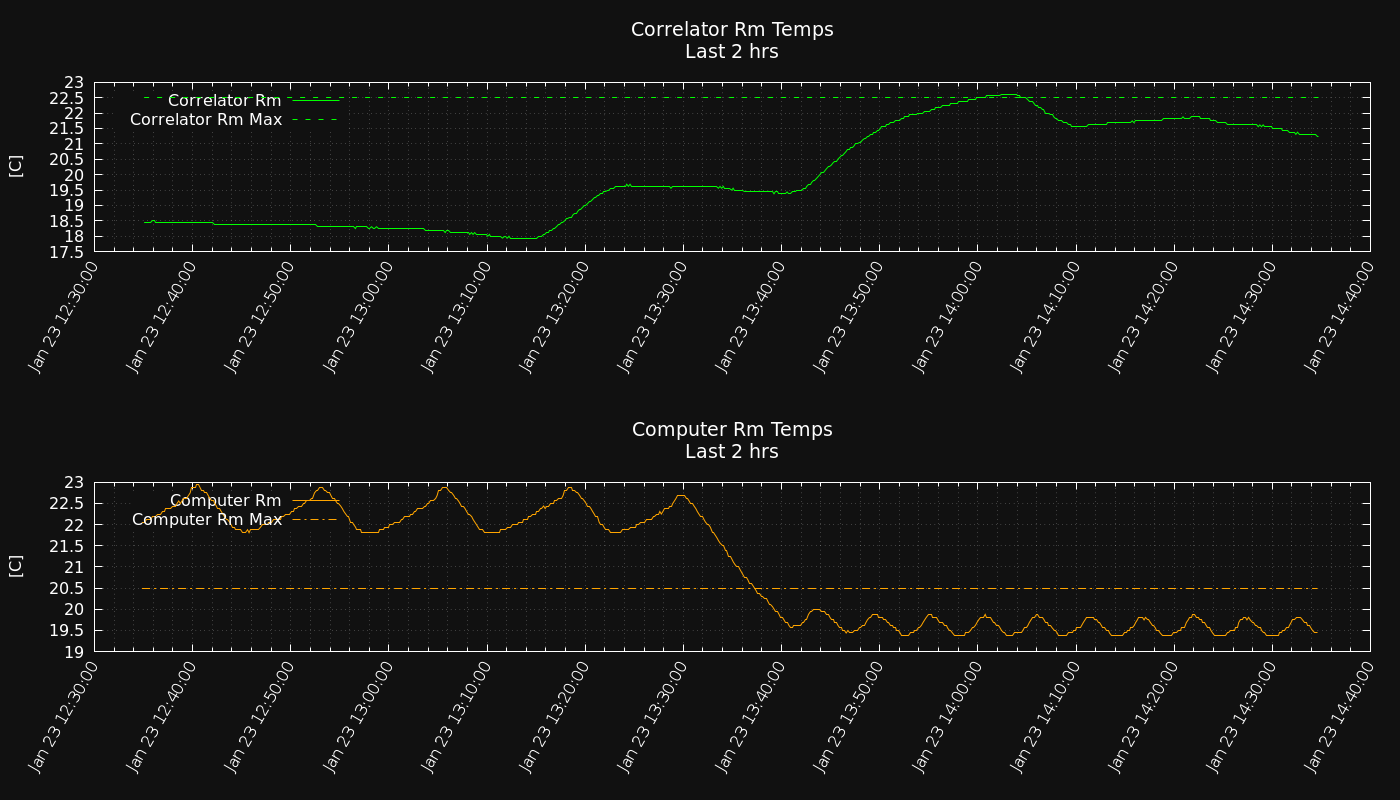 Correlator Rm Temps
Last 2 hrs
23
22.5
22
21.5
21
20.5
20
19.5
19
18.5
18
17.5
[C]
Correlator Rm
Correlator Rm Max
Jan 23 12:30:00
Jan 23 12:40:00
Jan 23 12:50:00
Jan 23 13:00:00
Jan 23 13:10:00
Jan 23 13:20:00
Jan 23 13:30:00
Jan 23 13:40:00
Jan 23 13:50:00
Jan 23 14:00:00
Jan 23 14:10:00
Jan 23 14:20:00
Jan 23 14:30:00
Jan 23 14:40:00
Computer Rm Temps
Last 2 hrs
23
22.5
22
21.5
21
20.5
20
19.5
19
[C]
Computer Rm
Computer Rm Max
Jan 23 12:30:00
Jan 23 12:40:00
Jan 23 12:50:00
Jan 23 13:00:00
Jan 23 13:10:00
Jan 23 13:20:00
Jan 23 13:30:00
Jan 23 13:40:00
Jan 23 13:50:00
Jan 23 14:00:00
Jan 23 14:10:00
Jan 23 14:20:00
Jan 23 14:30:00
Jan 23 14:40:00